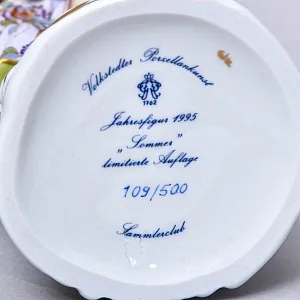 Volkstedter Porzellankunst
1762
Jahresfigur 1995
„Sommer"
limitierte Auflage
109/500
Sammlerclub